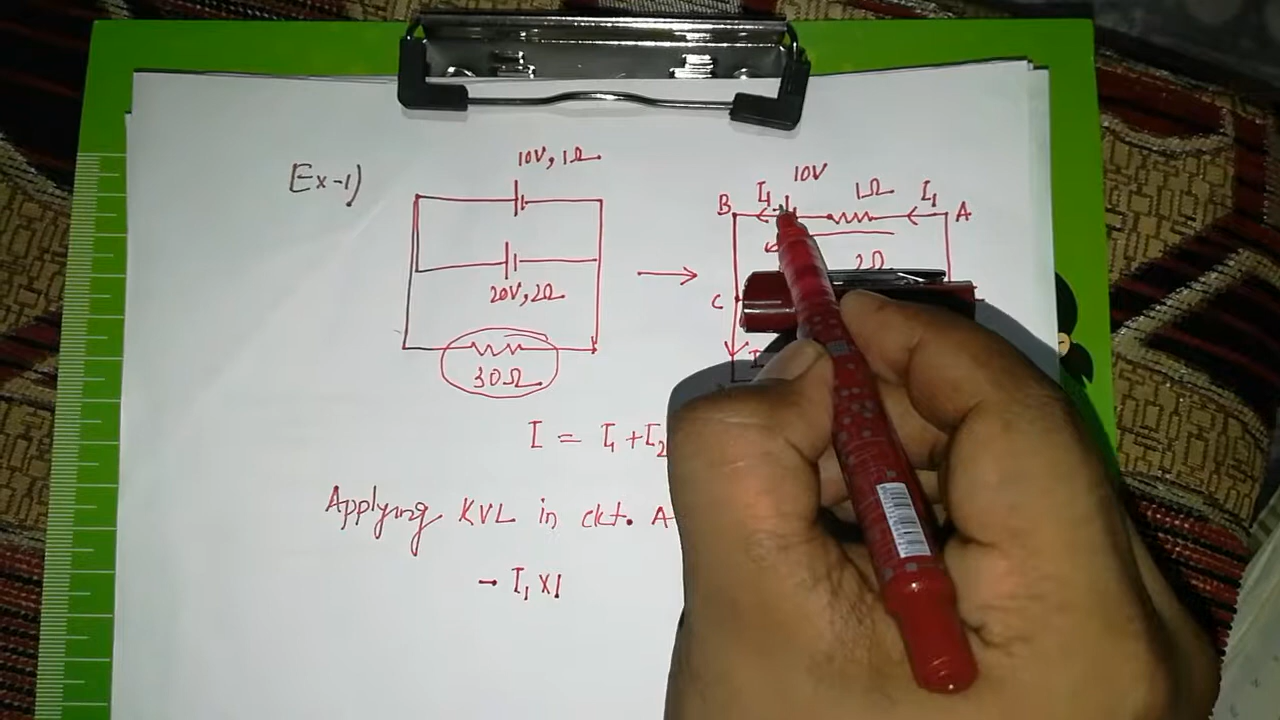 Ex-1)
10V, 1Ω
20V, 2Ω
30Ω
10V
B I₁ 1Ω I₁ A
2Ω
C
I
I = I₁ + I₂
Applying KVL in ckt. A
- I₁ X1